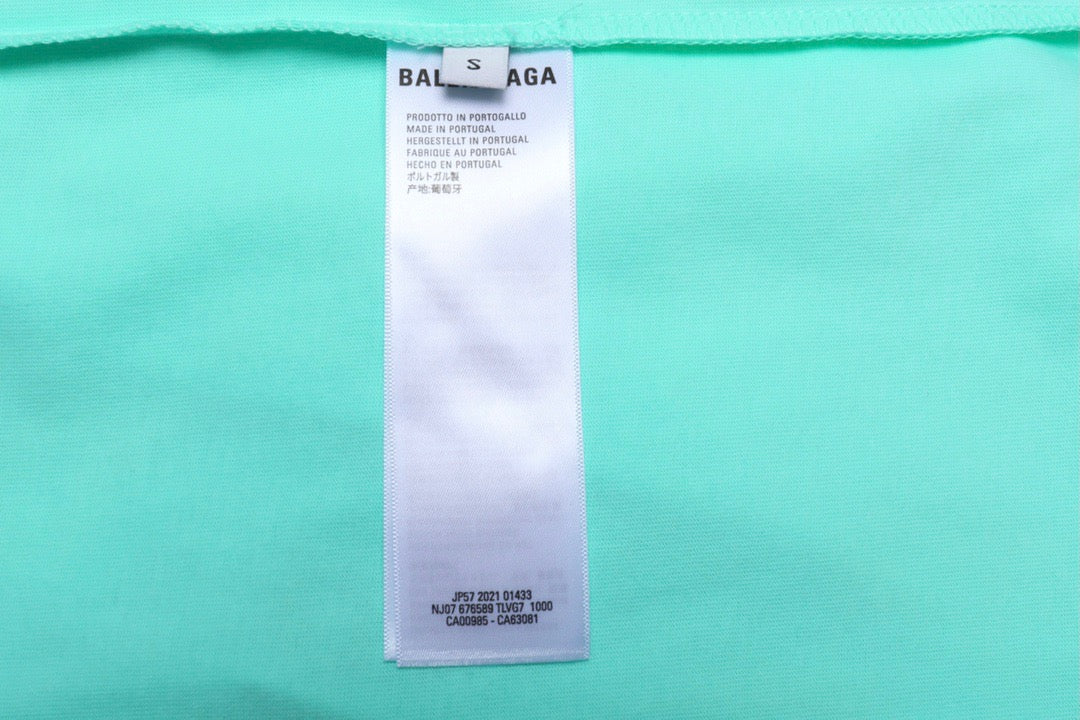 S
PRODOTTO IN PORTOGALLO
MADE IN PORTUGAL
HERGESTELLT IN PORTUGAL
FABRIQUE AU PORTUGAL
HECHO EN PORTUGAL
ポルトガル製
产地:葡萄牙
JP57 2021 01433
NJ07 676589 TLVG7 1000
CA00985 - CA63081